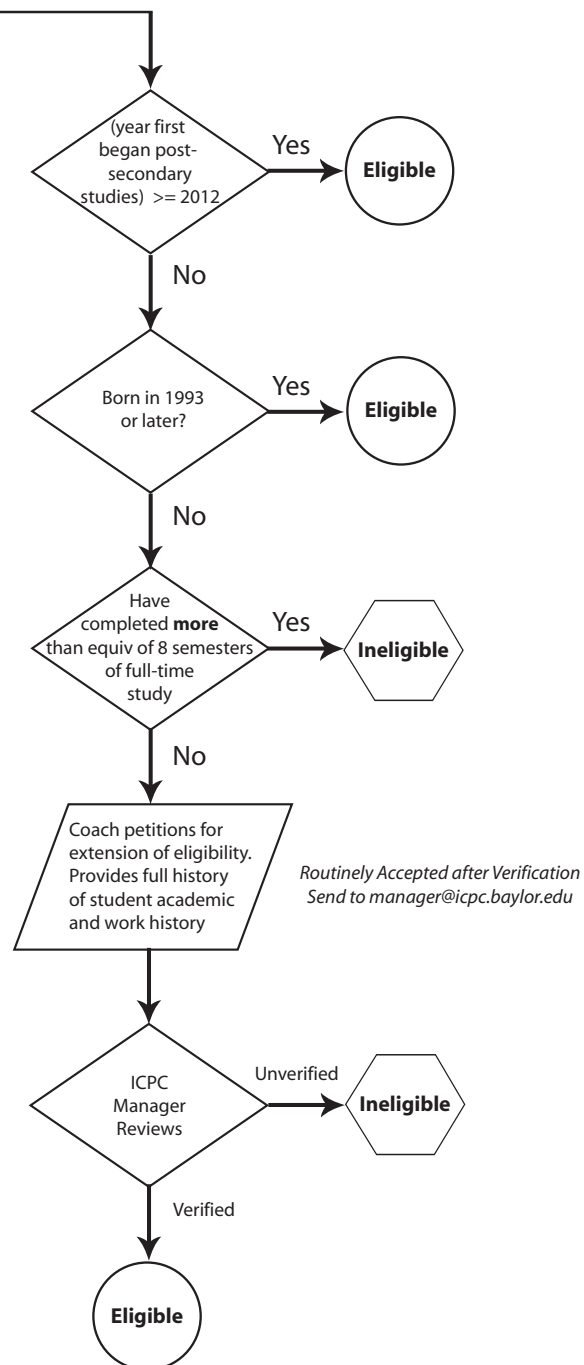 (year first
began post-
secondary
studies) >= 2012
Yes
Eligible
No
Born in 1993
or later?
Yes
Eligible
No
Have
completed more
than equiv of 8 semesters
of full-time
study
Yes
Ineligible
No
Coach petitions for
extension of eligibility.
Provides full history
of student academic
and work history
Routinely Accepted after Verification
Send to manager@icpc.baylor.edu
ICPC
Manager
Reviews
Unverified
Ineligible
Verified
Eligible